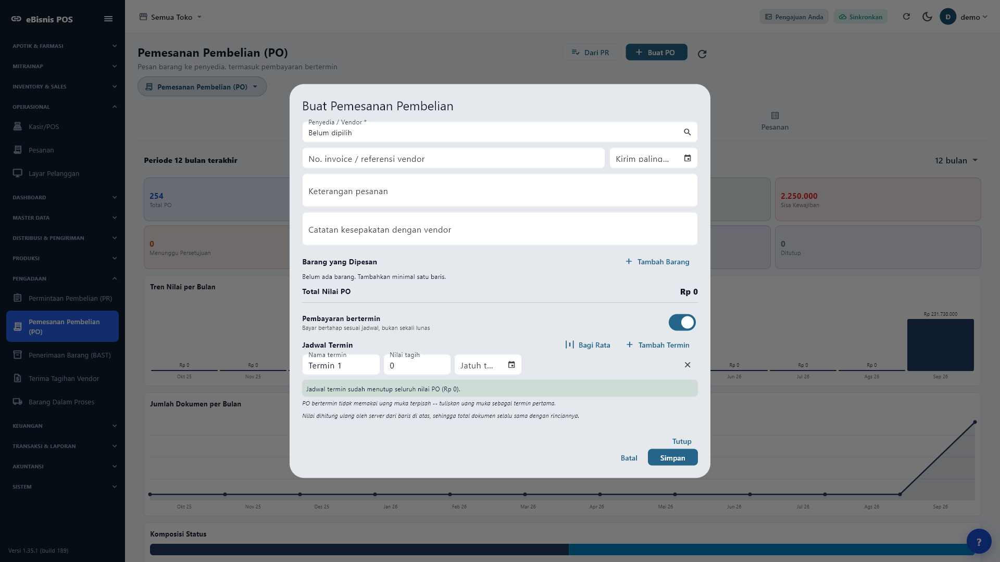 eBisnis POS
Semua Toko
Pengajuan Anda
Sinkronkan
D
demo
APOTIK & FARMASI
MITRAINAP
INVENTORY & SALES
OPERASIONAL
Kasir/POS
Pesanan
Layar Pelanggan
DASHBOARD
MASTER DATA
DISTRIBUSI & PENGIRIMAN
PRODUKSI
PENGADAAN
Permintaan Pembelian (PR)
Pemesanan Pembelian
(PO)
Penerimaan Barang (BAST)
Terima Tagihan Vendor
Barang Dalam Proses
KEUANGAN
TRANSAKSI & LAPORAN
AKUNTANSI
SISTEM
Versi 1.35.1 (build 189)
Pemesanan Pembelian (PO)
Pesan barang ke penyedia, termasuk pembayaran bertermin
Dari PR
Buat PO
Pemesanan Pembelian (PO)
Pesanan
Periode 12 bulan terakhir
12 bulan
254
Total PO
2.250.000
Sisa Kewajiban
0
Menunggu Persetujuan
0
Ditutup
Tren Nilai per Bulan
Rp 0
Rp 0
Rp 0
Rp 0
Rp 0
Rp 231.730.000
Okt 25
Nov 25
Jun 26
Jul 26
Ags 26
Sep 26
Jumlah Dokumen per Bulan
Okt 25
Nov 25
Des 25
Jan 26
Feb 26
Mar 26
Apr 26
Mei 26
Jun 26
Jul 26
Ags 26
Sep 26
Komposisi Status
?
Buat Pemesanan Pembelian
Penyedia / Vendor *
Belum dipilih
No. invoice / referensi vendor
Kirim paling...
Keterangan pesanan
Catatan kesepakatan dengan vendor
Barang yang Dipesan
Tambah Barang
Belum ada barang. Tambahkan minimal satu baris.
Total Nilai PO
Rp 0
Pembayaran bertermin
Bayar bertahap sesuai jadwal, bukan sekali lunas
Jadwal Termin
Bagi Rata
Tambah Termin
Nama termin
Termin 1
Nilai tagih
0
Jatuh t...
Jadwal termin sudah menutup seluruh nilai PO (Rp 0).
PO bertermin tidak memakai uang muka terpisah -- tuliskan uang muka sebagai termin pertama.
Nilai dihitung ulang oleh server dari baris di atas, sehingga total dokumen selalu sama dengan rinciannya.
Tutup
Batal
Simpan